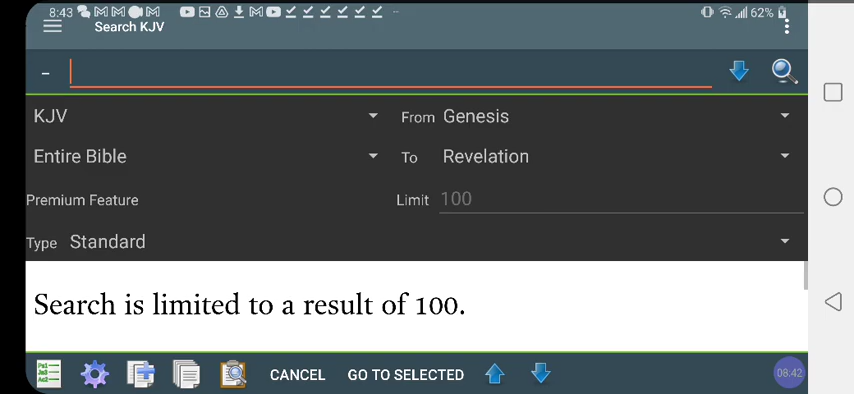 8:43 62%
Search KJV
-
KJV From Genesis
Entire Bible To Revelation
Premium Feature Limit 100
Type Standard
Search is limited to a result of 100.
CANCEL GO TO SELECTED 08:42